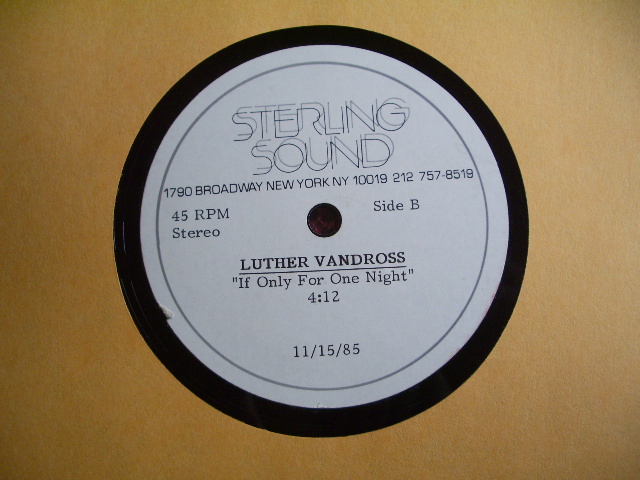 STERLING
SOUND
1790 BROADWAY NEW YORK NY 10019 212 757-8519
45 RPM
Stereo
Side B
LUTHER VANDROSS
"If Only For One Night"
4:12
11/15/85